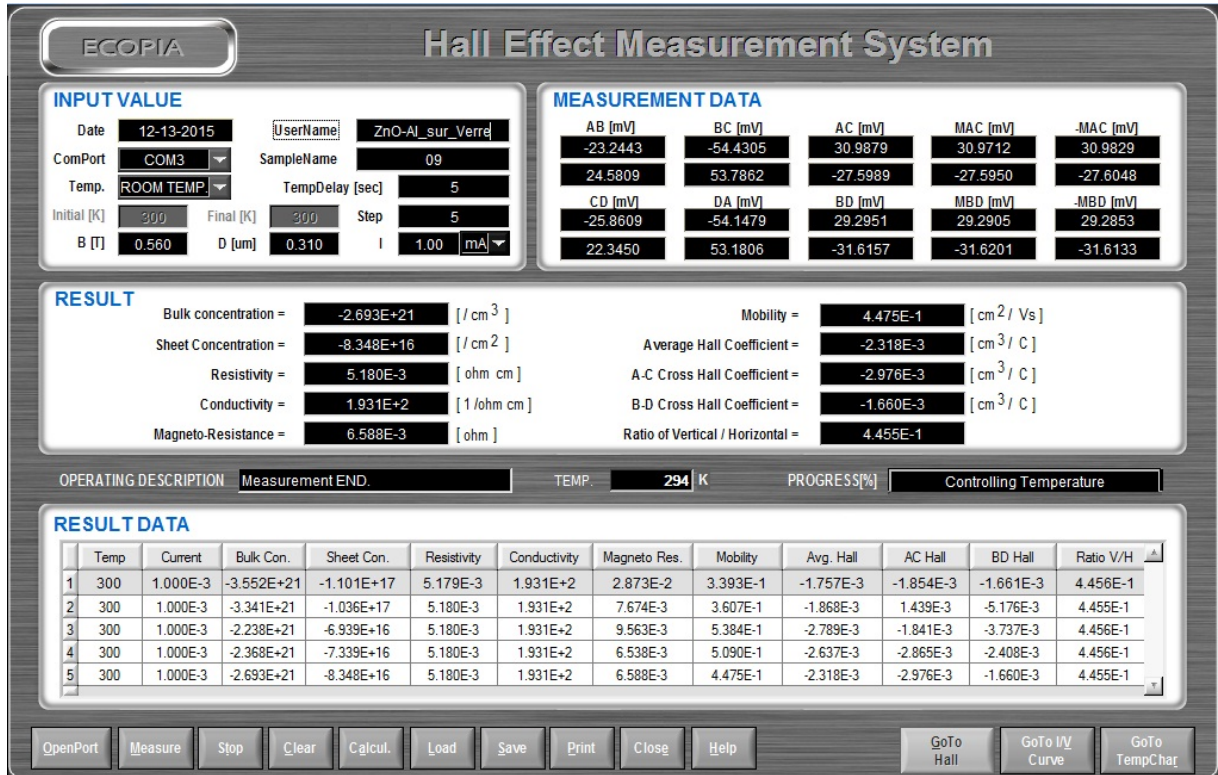 ECOPIA
Hall Effect Measurement System
INPUT VALUE
Date 12-13-2015 UserName ZnO-Al_sur_Verre
ComPort COM3 SampleName 09
Temp. ROOM TEMP. TempDelay [sec] 5
Initial [K] 300 Final [K] 300 Step 5
B [T] 0.560 D [um] 0.310 I 1.00 mA
MEASUREMENT DATA
AB [mV] BC [mV] AC [mV] MAC [mV] -MAC [mV]
-23.2443 -54.4305 30.9879 30.9712 30.9829
24.5809 53.7862 -27.5989 -27.5950 -27.6048
CD [mV] DA [mV] BD [mV] MBD [mV] -MBD [mV]
-25.8609 -54.1479 29.2951 29.2905 29.2853
22.3450 53.1806 -31.6157 -31.6201 -31.6133
RESULT
Bulk concentration = -2.693E+21 [ / cm 3 ]
Sheet Concentration = -8.348E+16 [ / cm 2 ]
Resistivity = 5.180E-3 [ ohm cm ]
Conductivity = 1.931E+2 [ 1 /ohm cm ]
Magneto-Resistance = 6.588E-3 [ ohm ]
Mobility = 4.475E-1 [ cm 2 / Vs ]
Average Hall Coefficient = -2.318E-3 [ cm 3 / C ]
A-C Cross Hall Coefficient = -2.976E-3 [ cm 3 / C ]
B-D Cross Hall Coefficient = -1.660E-3 [ cm 3 / C ]
Ratio of Vertical / Horizontal = 4.455E-1
OPERATING DESCRIPTION Measurement END. TEMP. 294 K PROGRESS[%] Controlling Temperature
RESULT DATA
Temp Current Bulk Con. Sheet Con. Resistivity Conductivity Magneto Res. Mobility Avg. Hall AC Hall BD Hall Ratio V/H
1 300 1.000E-3 -3.552E+21 -1.101E+17 5.179E-3 1.931E+2 2.873E-2 3.393E-1 -1.757E-3 -1.854E-3 -1.661E-3 4.456E-1
2 300 1.000E-3 -3.341E+21 -1.036E+17 5.180E-3 1.931E+2 7.674E-3 3.607E-1 -1.868E-3 1.439E-3 -5.176E-3 4.455E-1
3 300 1.000E-3 -2.238E+21 -6.939E+16 5.180E-3 1.931E+2 9.563E-3 5.384E-1 -2.789E-3 -1.841E-3 -3.737E-3 4.456E-1
4 300 1.000E-3 -2.368E+21 -7.339E+16 5.180E-3 1.931E+2 6.538E-3 5.090E-1 -2.637E-3 -2.865E-3 -2.408E-3 4.456E-1
5 300 1.000E-3 -2.693E+21 -8.348E+16 5.180E-3 1.931E+2 6.588E-3 4.475E-1 -2.318E-3 -2.976E-3 -1.660E-3 4.455E-1
OpenPort Measure Stop Clear Calcul. Load Save Print Close Help GoTo Hall GoTo I/V Curve GoTo TempChar